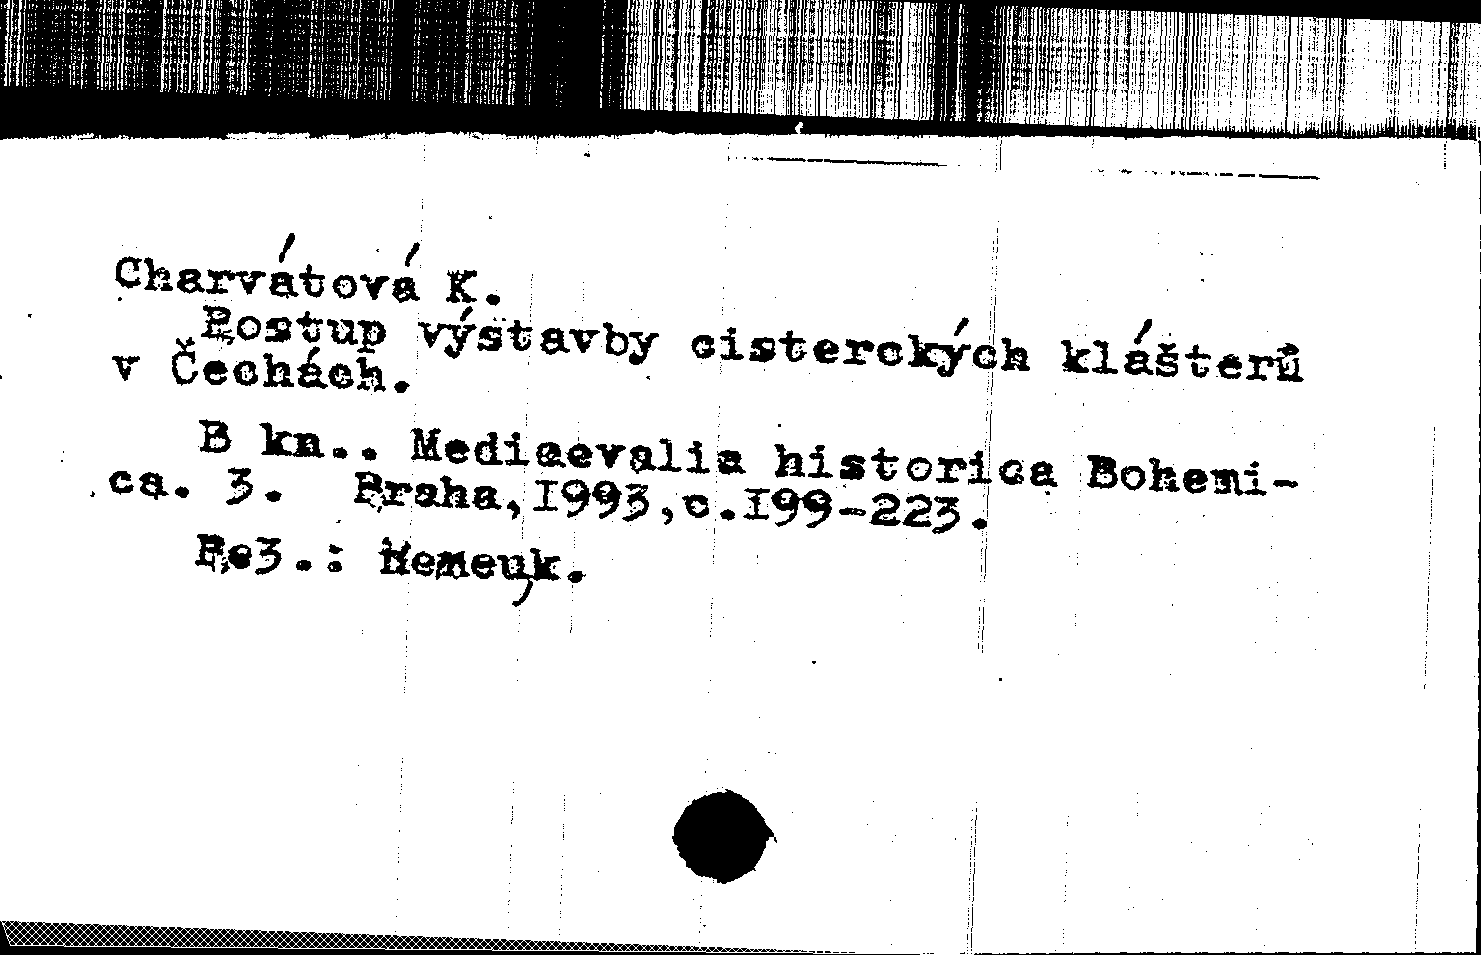 Charvátová K.
Postup výstavby cisterckých klášterů
v Čechách.
В кн.. Mediaevalia historica Bohemi-
ca. 3. Praha,1993,с.199-223.
Рез.: Немецк.